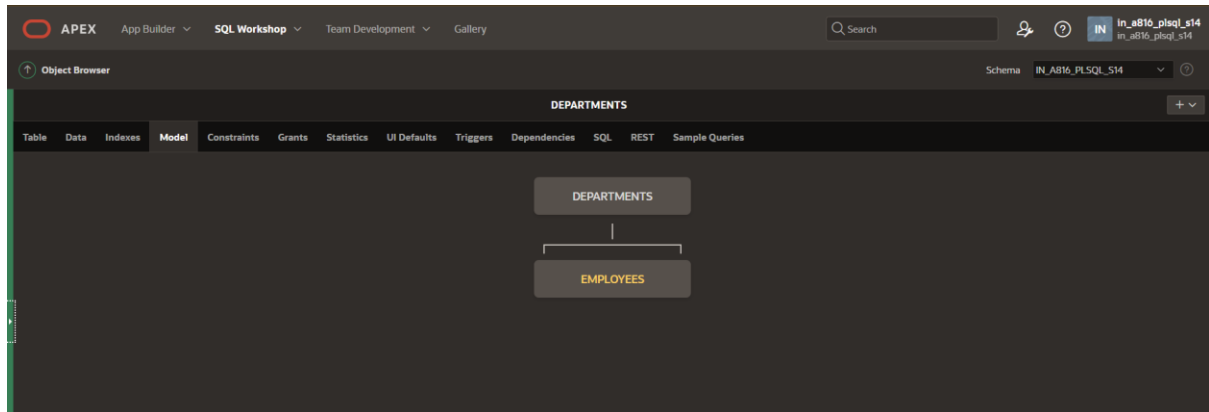 APEX App Builder SQL Workshop Team Development Gallery Search IN in_a816_plsql_s14
in_a816_plsql_s14
Object Browser Schema IN_A816_PLSQL_S14
DEPARTMENTS
Table Data Indexes Model Constraints Grants Statistics UI Defaults Triggers Dependencies SQL REST Sample Queries
DEPARTMENTS
EMPLOYEES